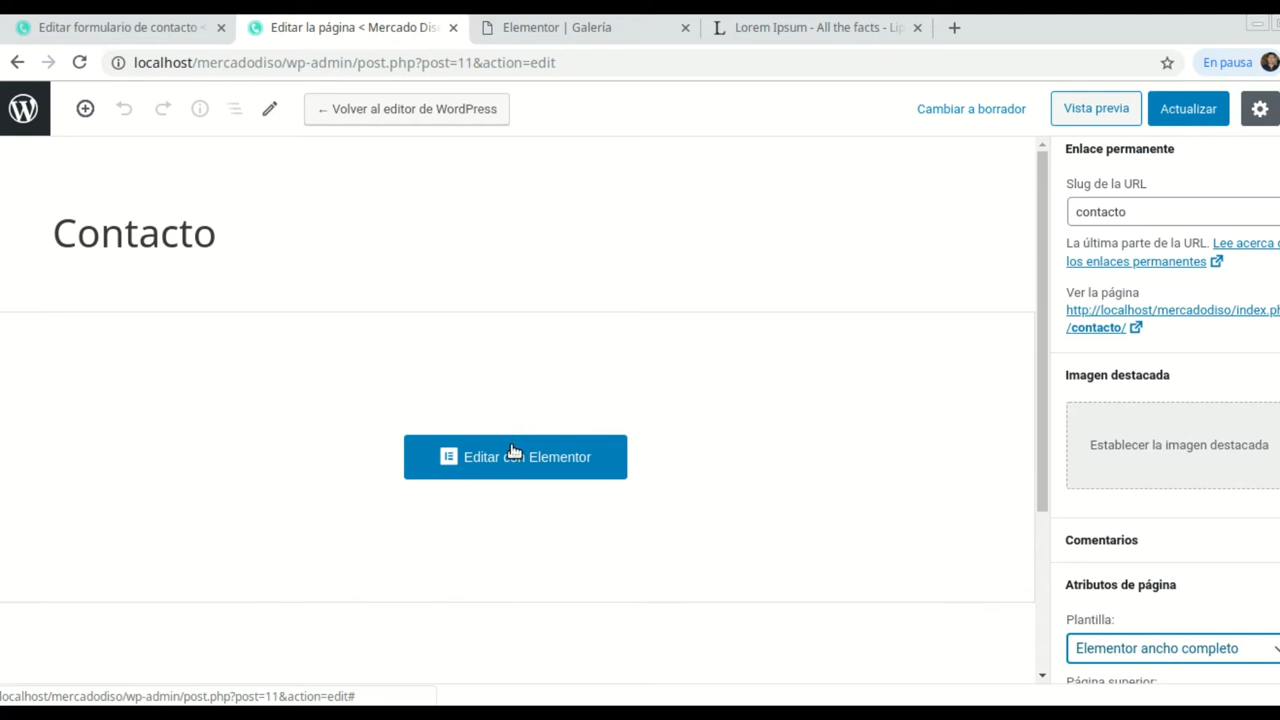 Editar formulario de contacto <
Editar la página < Mercado Dis
Elementor | Galería
Lorem Ipsum - All the facts - Lip
localhost/mercadodiso/wp-admin/post.php?post=11&action=edit
En pausa
← Volver al editor de WordPress
Cambiar a borrador
Vista previa
Actualizar
Contacto
Editar con Elementor
Enlace permanente
Slug de la URL
contacto
La última parte de la URL. Lee acerca
los enlaces permanentes
Ver la página
http://localhost/mercadodiso/index.ph
/contacto/
Imagen destacada
Establecer la imagen destacada
Comentarios
Atributos de página
Plantilla:
Elementor ancho completo
Página superior:
localhost/mercadodiso/wp-admin/post.php?post=11&action=edit#